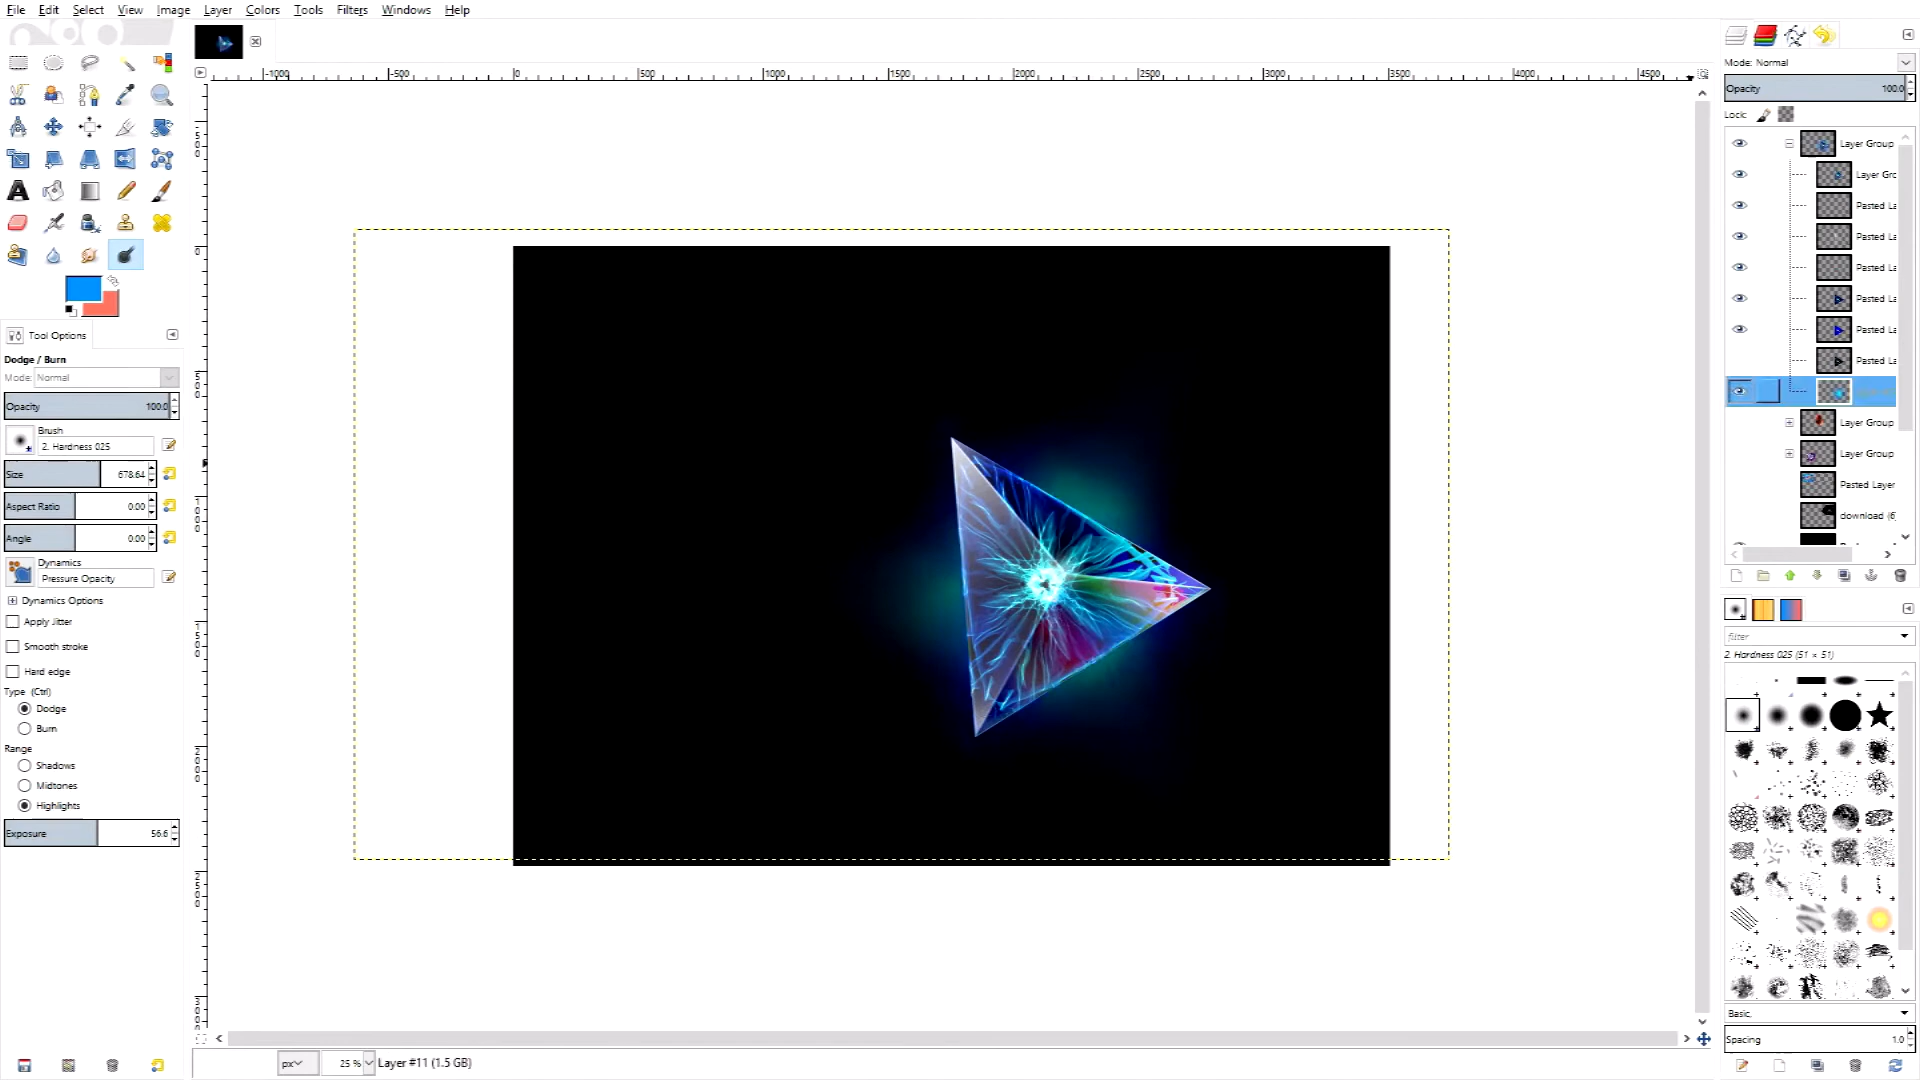 File Edit Select View Image Layer Colors Tools Filters Windows Help
-1000 -500 0 500 1000 1500 2000 2500 3000 3500 4000 4500
Mode: Normal
Opacity 100.0
Lock:
Layer Group
Layer Grc
Pasted La
Pasted La
Pasted La
Pasted La
Pasted La
Pasted La
Layer Group
Layer Group
Pasted Layer
download (6)
Tool Options
Dodge / Burn
Mode: Normal
Opacity 100.0
Brush
2. Hardness 025
Size 678.64
Aspect Ratio 0.00
Angle 0.00
Dynamics
Pressure Opacity
Dynamics Options
Apply Jitter
Smooth stroke
Hard edge
Type (Ctrl)
Dodge
Burn
Range
Shadows
Midtones
Highlights
Exposure 56.6
filter
2. Hardness 025 (51 × 51)
Basic,
Spacing 1.0
px 25 % Layer #11 (1.5 GB)